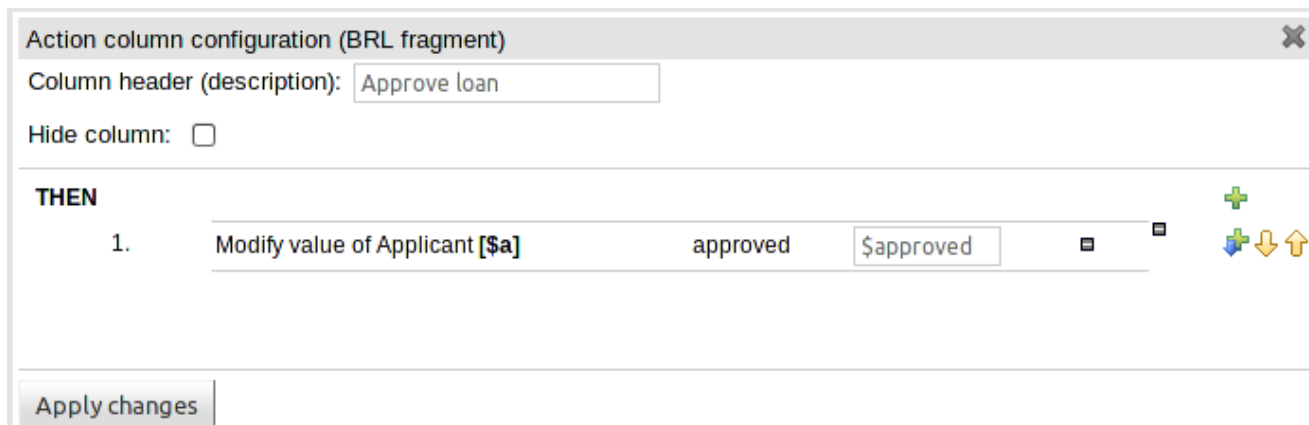 Action column configuration (BRL fragment)
Column header (description): Approve loan
Hide column:
THEN
1. Modify value of Applicant [$a] approved $approved
Apply changes